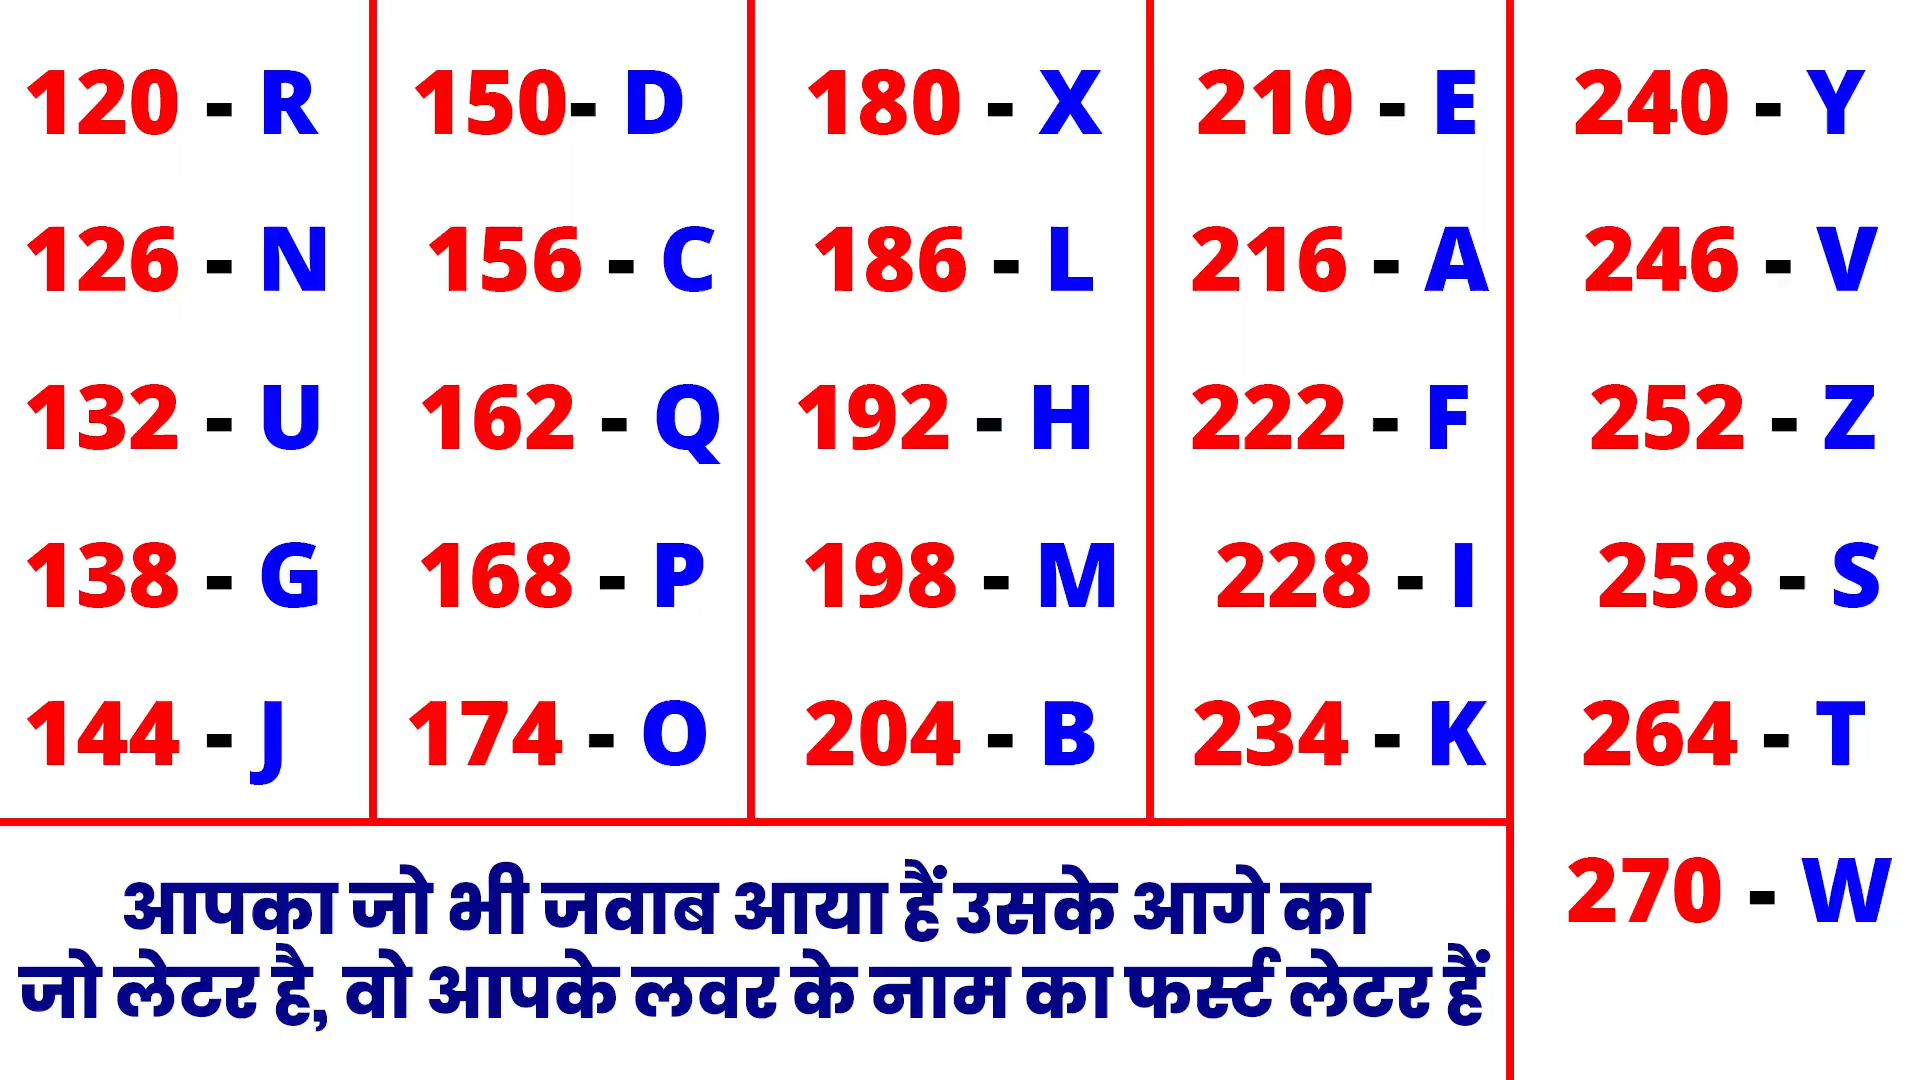 120 - R
126 - N
132 - U
138 - G
144 - J
150- D
156 - C
162 - Q
168 - P
174 - O
180 - X
186 - L
192 - H
198 - M
204 - B
210 - E
216 - A
222 - F
228 - I
234 - K
240 - Y
246 - V
252 - Z
258 - S
264 - T
270 - W
आपका जो भी जवाब आया हैं उसके आगे का
जो लेटर है, वो आपके लवर के नाम का फर्स्ट लेटर हैं